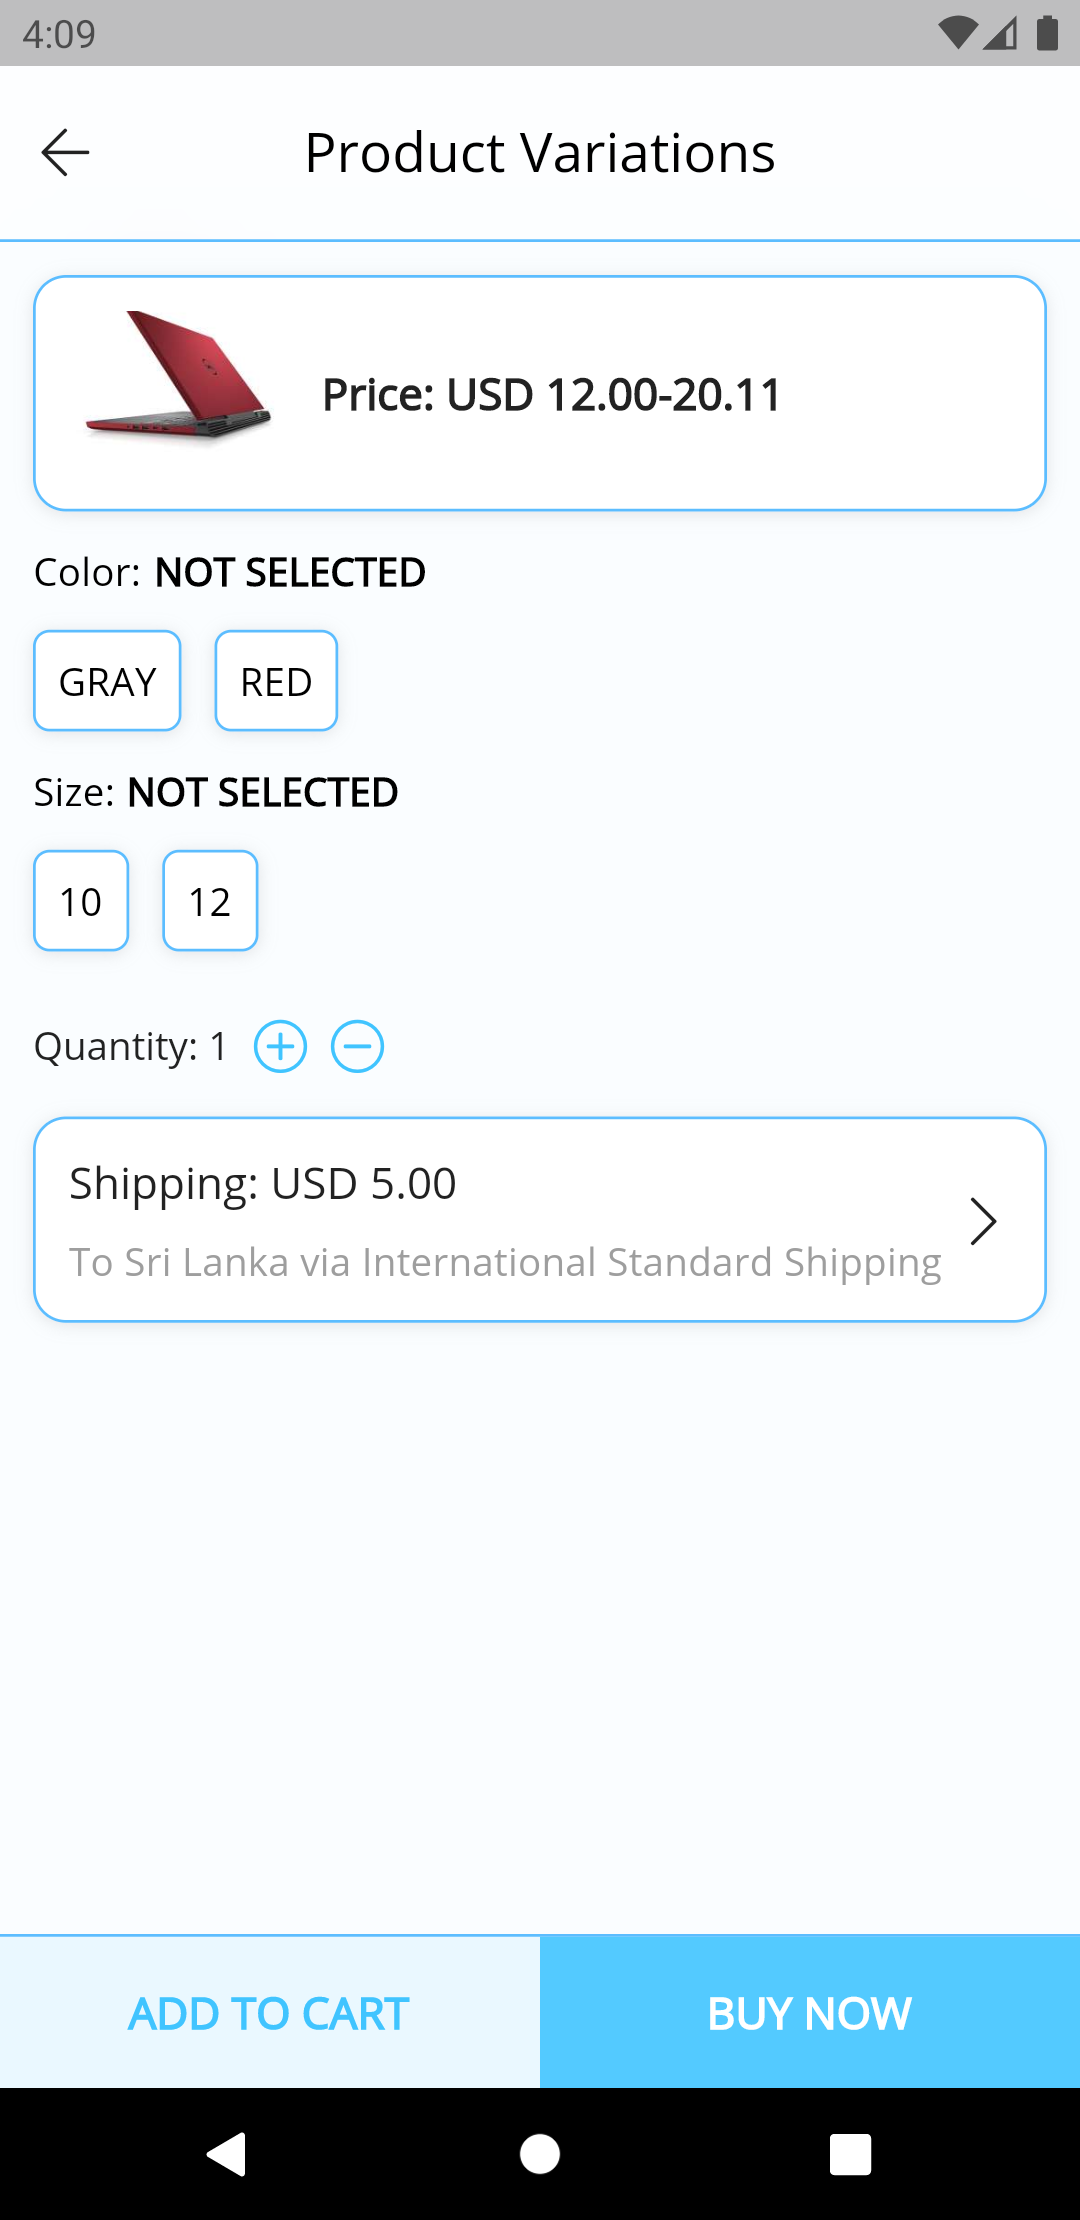 4:09
Product Variations
Price: USD 12.00-20.11
Color: NOT SELECTED
GRAY RED
Size: NOT SELECTED
10 12
Quantity: 1
Shipping: USD 5.00
To Sri Lanka via International Standard Shipping
ADD TO CART BUY NOW